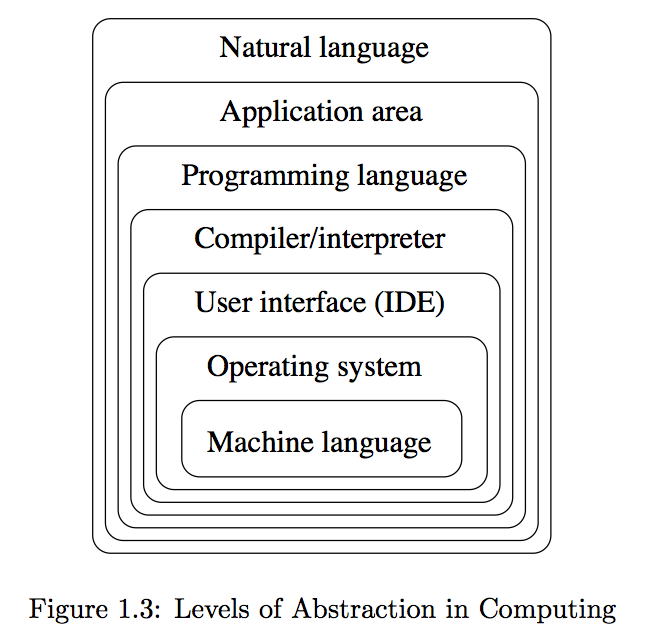 Natural language
Application area
Programming language
Compiler/interpreter
User interface (IDE)
Operating system
Machine language
Figure 1.3: Levels of Abstraction in Computing